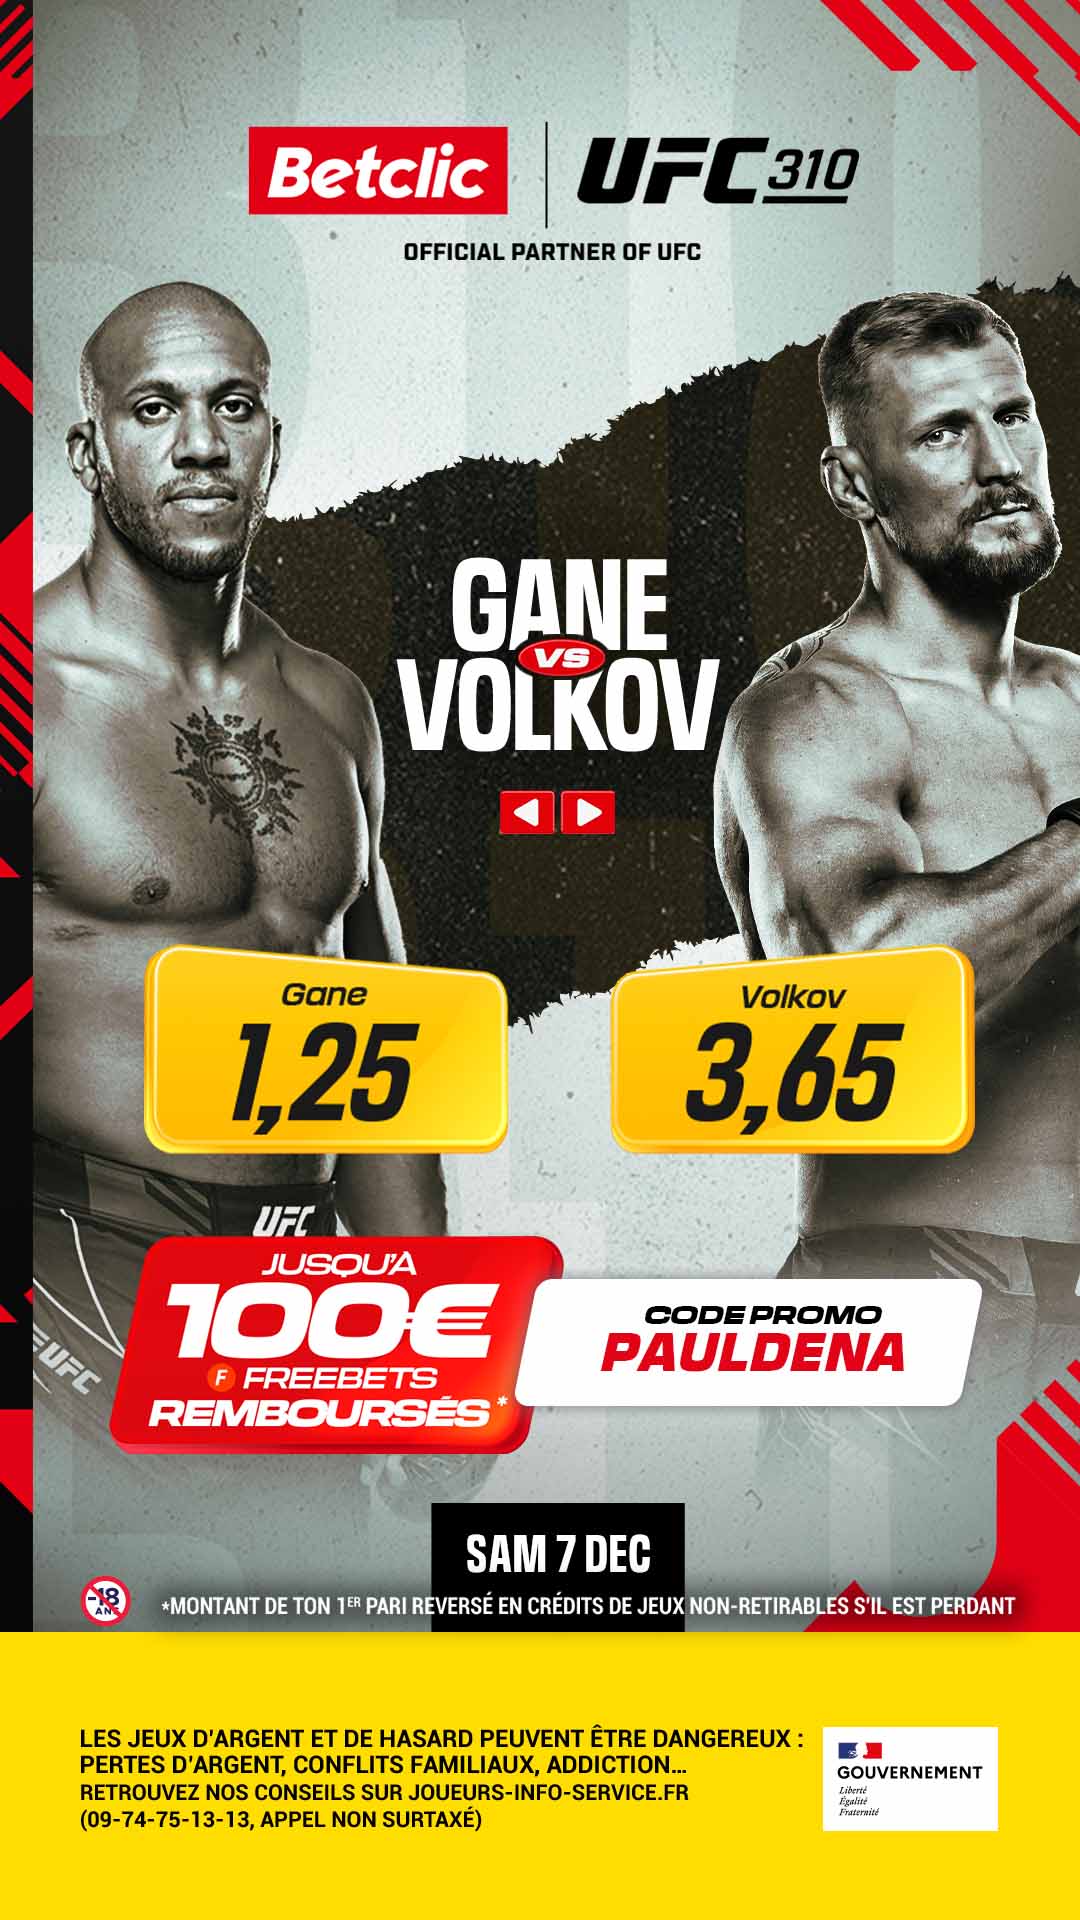 Betclic
UFC 310
OFFICIAL PARTNER OF UFC
GANE
VS
VOLKOV
Gane
1,25
Volkov
3,65
UFC
UFC
JUSQU'À
100€
F FREEBETS
REMBOURSÉS*
CODE PROMO
PAULDENA
SAM 7 DEC
-18
ANS
*MONTANT DE TON 1ER PARI REVERSÉ EN CRÉDITS DE JEUX NON-RETIRABLES S'IL EST PERDANT
LES JEUX D'ARGENT ET DE HASARD PEUVENT ÊTRE DANGEREUX :
PERTES D'ARGENT, CONFLITS FAMILIAUX, ADDICTION...
RETROUVEZ NOS CONSEILS SUR JOUEURS-INFO-SERVICE.FR
(09-74-75-13-13, APPEL NON SURTAXÉ)
GOUVERNEMENT
Liberté
Égalité
Fraternité